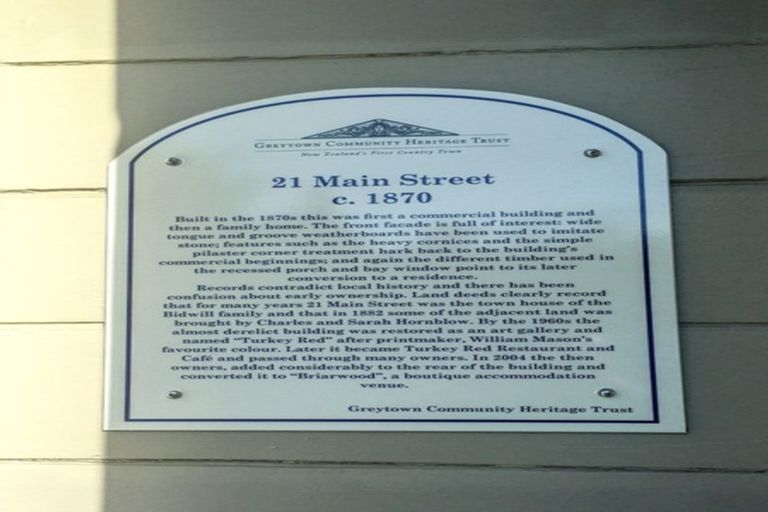 GREYTOWN COMMUNITY HERITAGE TRUST
New Zealand's First Country Town
21 Main Street
c. 1870
Built in the 1870s this was first a commercial building and
then a family home. The front facade is full of interest: wide
tongue and groove weatherboards have been used to imitate
stone; features such as the heavy cornices and the simple
pilaster corner treatment hark back to the building's
commercial beginnings; and again the different timber used in
the recessed porch and bay window point to its later
conversion to a residence.
Records contradict local history and there has been
confusion about early ownership. Land deeds clearly record
that for many years 21 Main Street was the town house of the
Bidwill family and that in 1882 some of the adjacent land was
brought by Charles and Sarah Hornblow. By the 1960s the
almost derelict building was restored as an art gallery and
named "Turkey Red" after printmaker, William Mason's
favourite colour. Later it became Turkey Red Restaurant and
Café and passed through many owners. In 2004 the then
owners, added considerably to the rear of the building and
converted it to "Briarwood", a boutique accommodation
venue.
Greytown Community Heritage Trust